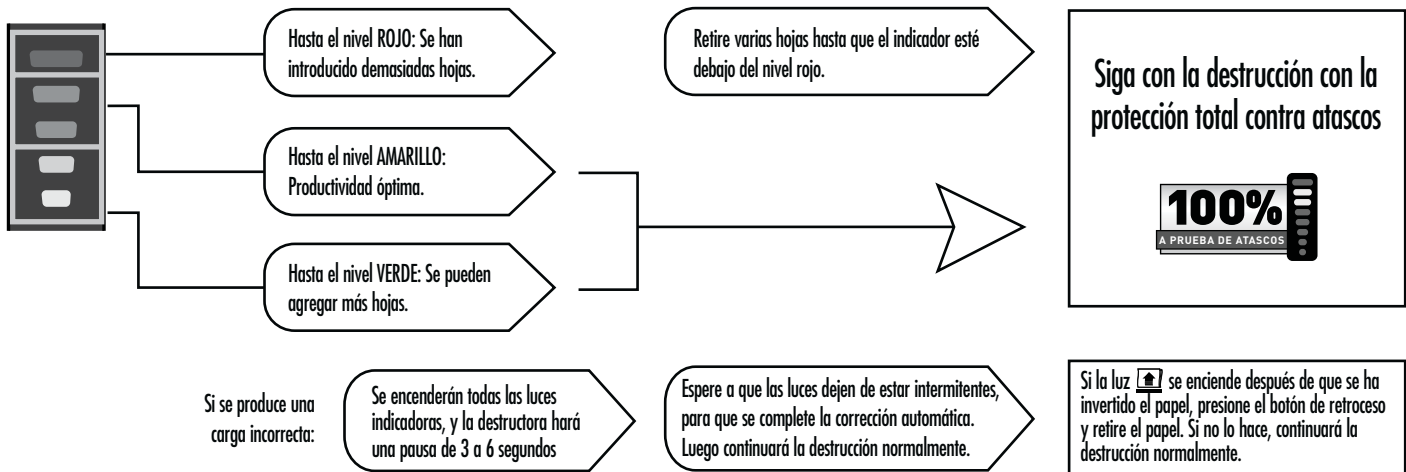 Hasta el nivel ROJO: Se han
introducido demasiadas hojas.
Retire varias hojas hasta que el indicador esté
debajo del nivel rojo.
Hasta el nivel AMARILLO:
Productividad óptima.
Hasta el nivel VERDE: Se pueden
agregar más hojas.
Siga con la destrucción con la
protección total contra atascos
100%
A PRUEBA DE ATASCOS
Si se produce una
carga incorrecta:
Se encenderán todas las luces
indicadoras, y la destructora hará
una pausa de 3 a 6 segundos
Espere a que las luces dejen de estar intermitentes,
para que se complete la corrección automática.
Luego continuará la destrucción normalmente.
Si la luz se enciende después de que se ha
invertido el papel, presione el botón de retroceso
y retire el papel. Si no lo hace, continuará la
destrucción normalmente.